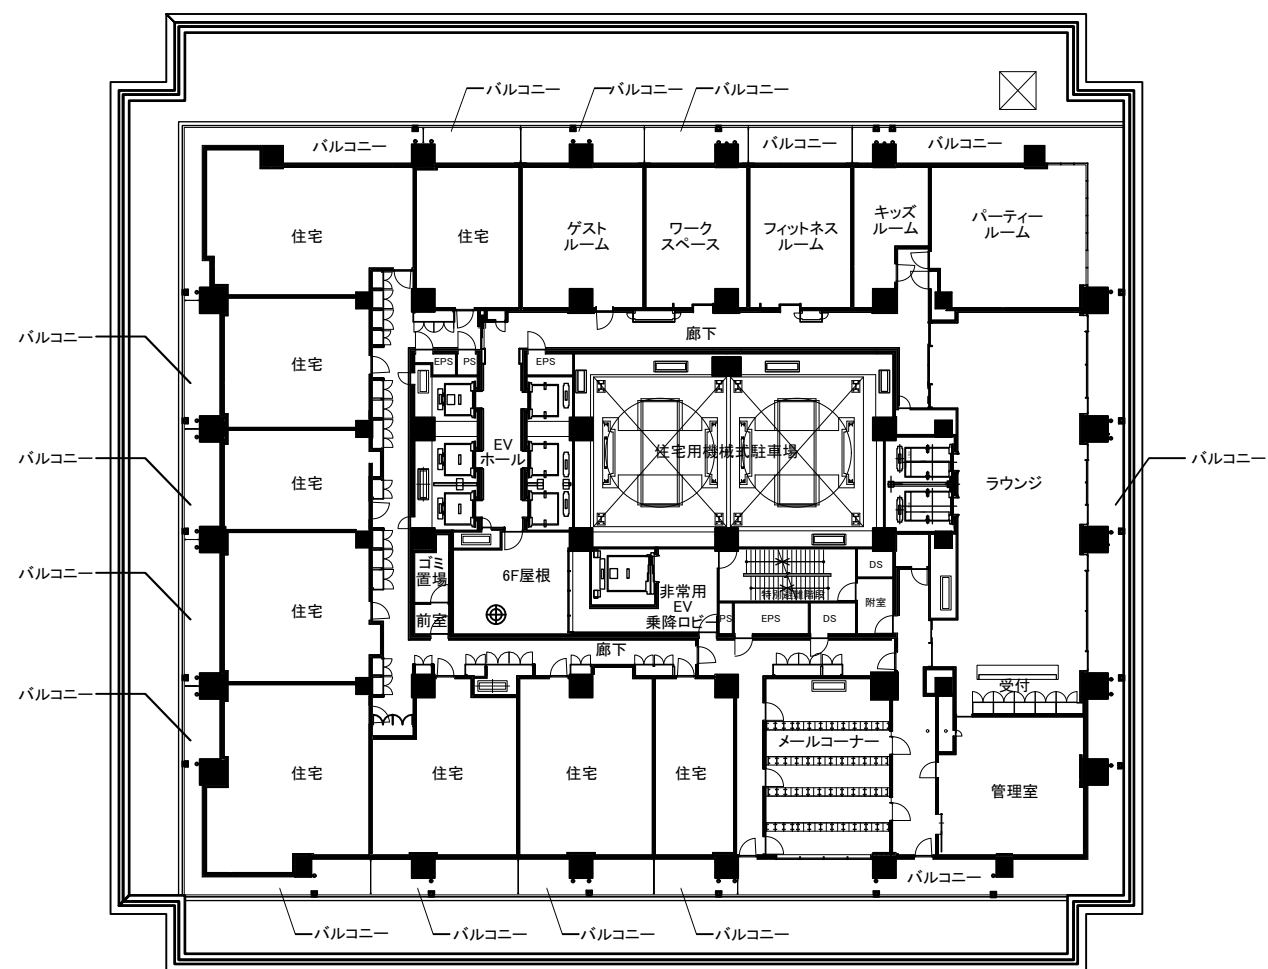 バルコニー
バルコニー
バルコニー
バルコニー
バルコニー
バルコニー
住宅
住宅
ゲスト
ルーム
ワーク
スペース
フィットネス
ルーム
キッズ
ルーム
パーティー
ルーム
バルコニー
住宅
廊下
EPS
PS
EPS
EV
ホール
住宅用機械式駐車場
バルコニー
住宅
ラウンジ
バルコニー
バルコニー
住宅
ゴミ
置場
前室
6F屋根
非常用
EV
乗降ロビー
特別避難階段
DS
附室
PS
EPS
DS
廊下
バルコニー
受付
住宅
住宅
住宅
住宅
メールコーナー
管理室
バルコニー
バルコニー
バルコニー
バルコニー
バルコニー